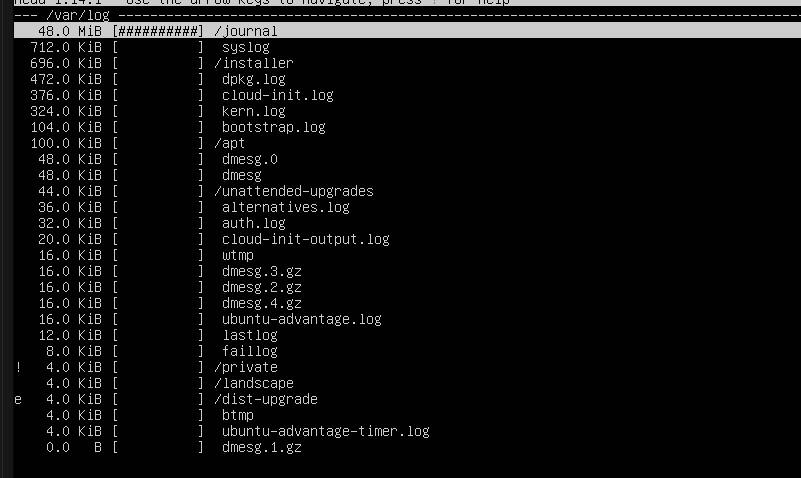 ncdu 1.14.1 ~ Use the arrow keys to navigate, press ? for help
--- /var/log ---
48.0 MiB [##########] /journal
712.0 KiB [          ]  syslog
696.0 KiB [          ] /installer
472.0 KiB [          ]  dpkg.log
376.0 KiB [          ]  cloud-init.log
324.0 KiB [          ]  kern.log
104.0 KiB [          ]  bootstrap.log
100.0 KiB [          ] /apt
48.0 KiB [          ]  dmesg.0
48.0 KiB [          ]  dmesg
44.0 KiB [          ] /unattended-upgrades
36.0 KiB [          ]  alternatives.log
32.0 KiB [          ]  auth.log
20.0 KiB [          ]  cloud-init-output.log
16.0 KiB [          ]  wtmp
16.0 KiB [          ]  dmesg.3.gz
16.0 KiB [          ]  dmesg.2.gz
16.0 KiB [          ]  dmesg.4.gz
16.0 KiB [          ]  ubuntu-advantage.log
12.0 KiB [          ]  lastlog
8.0 KiB [          ]  faillog
! 4.0 KiB [          ] /private
4.0 KiB [          ] /landscape
e 4.0 KiB [          ] /dist-upgrade
4.0 KiB [          ]  btmp
4.0 KiB [          ]  ubuntu-advantage-timer.log
0.0   B [          ]  dmesg.1.gz